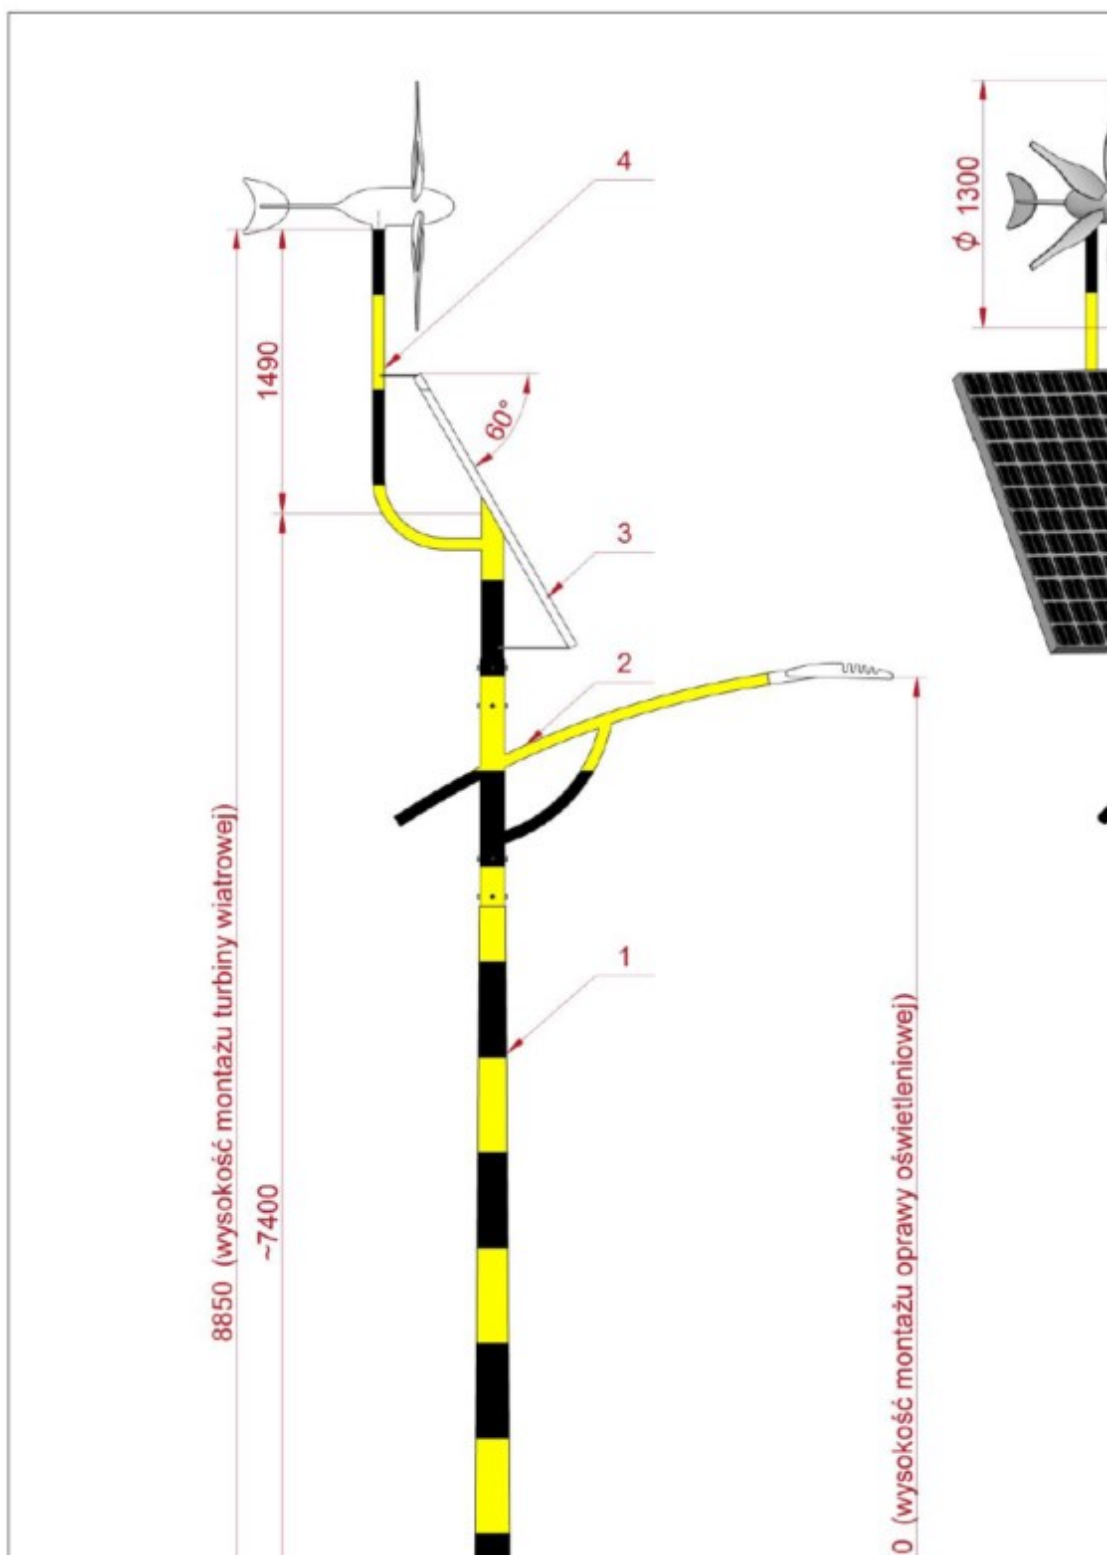 4
ϕ 1300
1490
60°
3
2
8850 (wysokość montażu turbiny wiatrowej)
1
~7400
0 (wysokość montażu oprawy oświetleniowej)